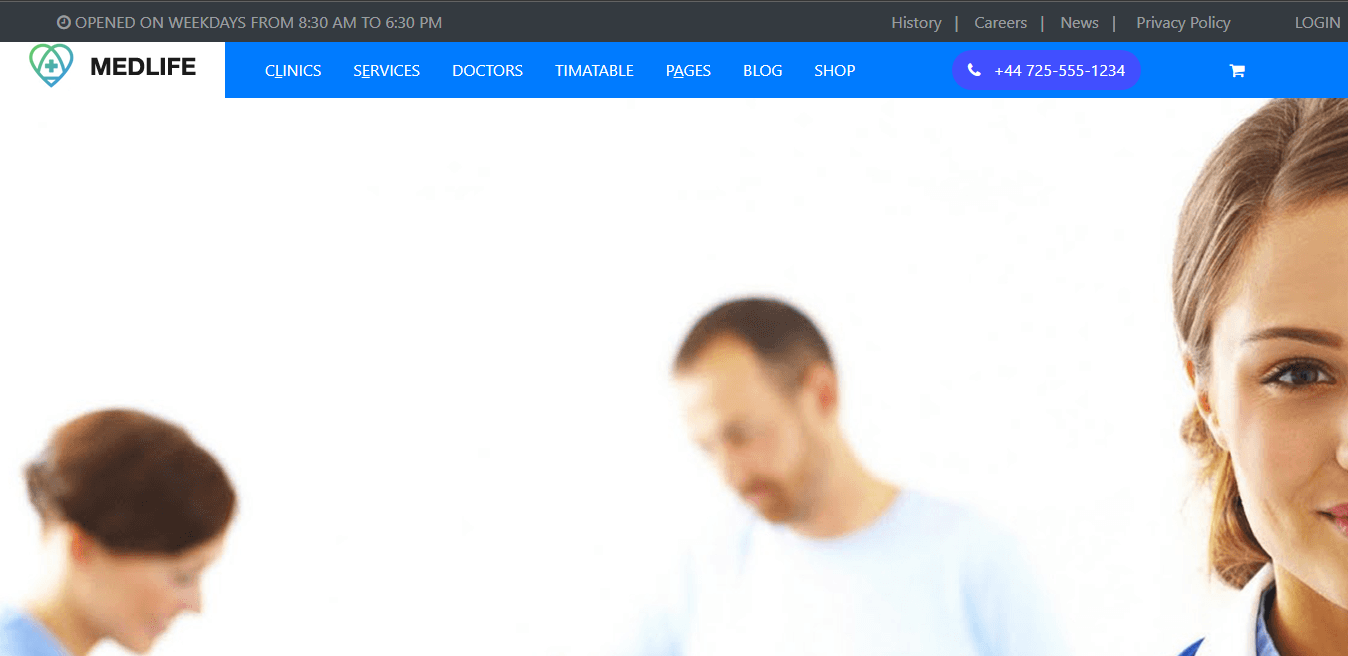 OPENED ON WEEKDAYS FROM 8:30 AM TO 6:30 PM History | Careers | News | Privacy Policy LOGIN
MEDLIFE CLINICS SERVICES DOCTORS TIMATABLE PAGES BLOG SHOP +44 725-555-1234